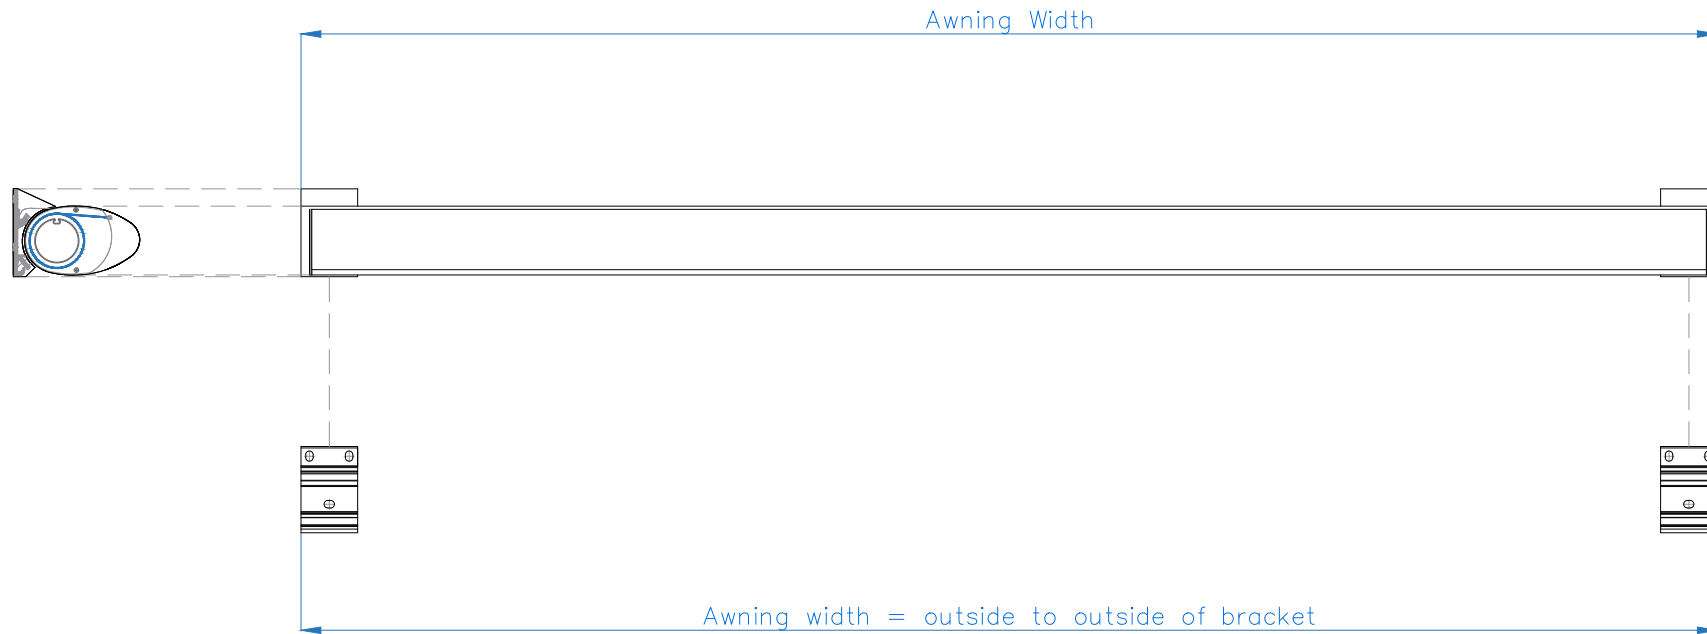 Awning Width
Awning width = outside to outside of bracket